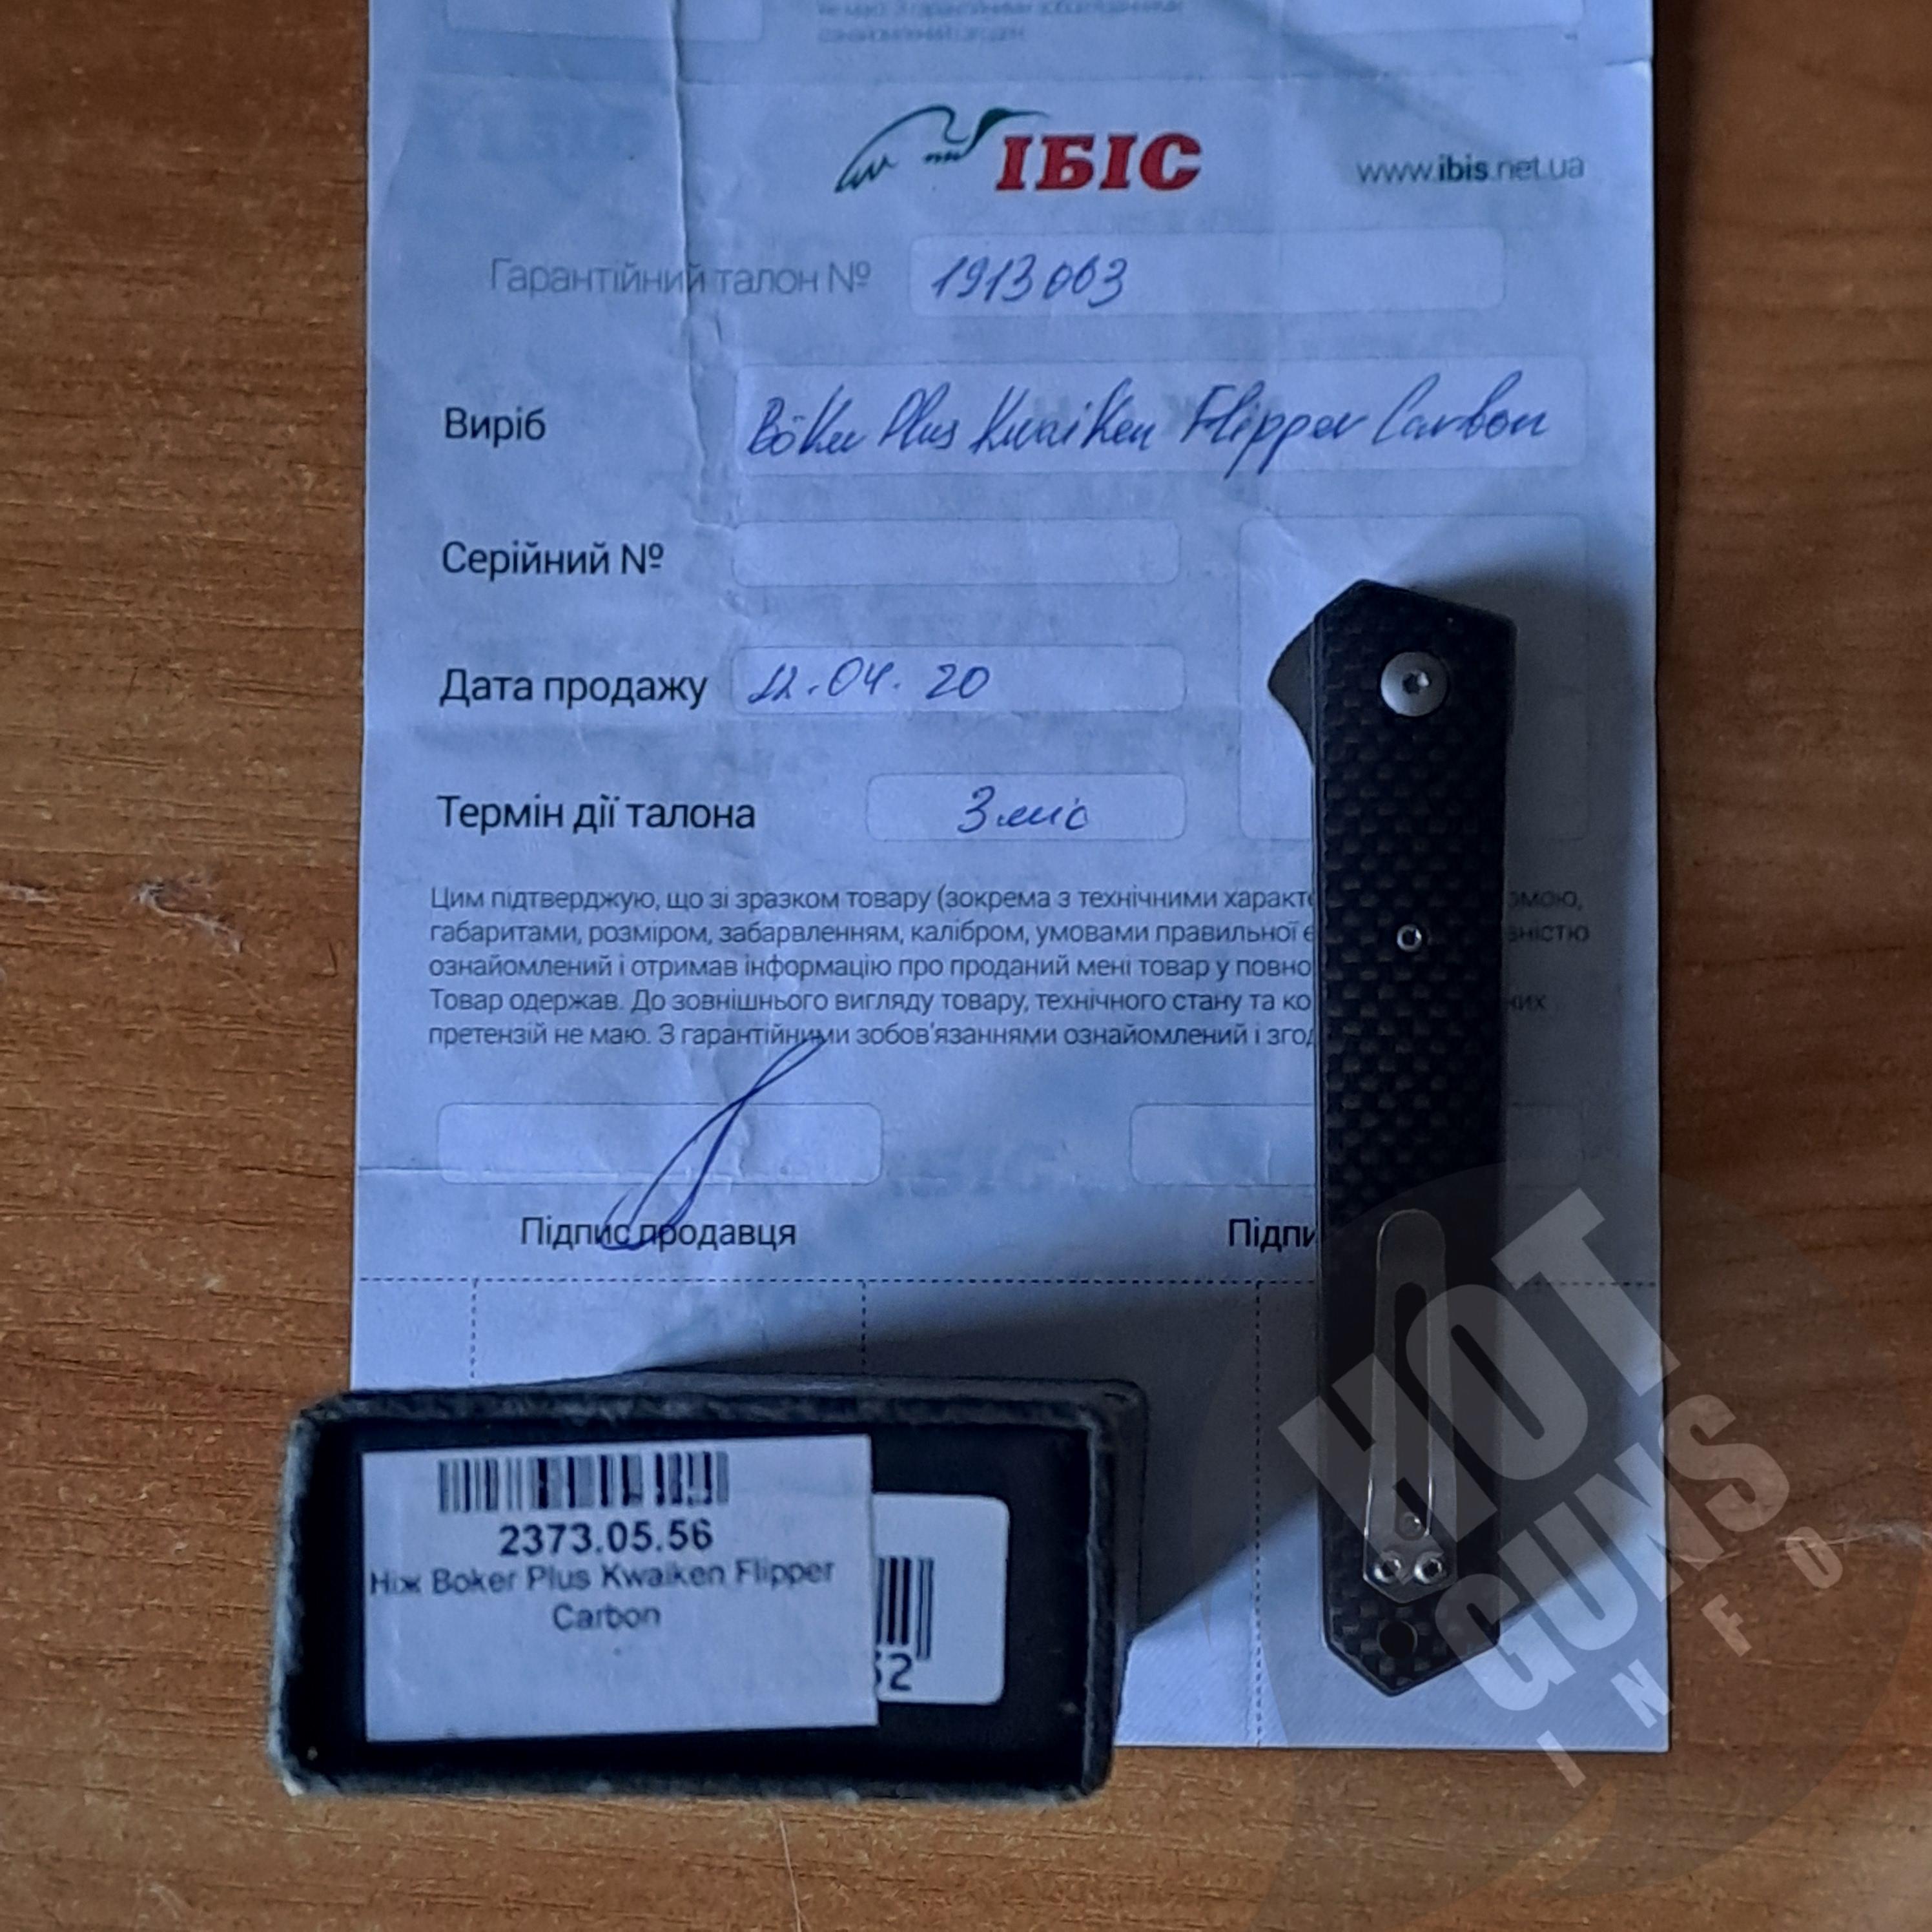 ІБІС
www.ibis.net.ua
Гарантійний талон № 1913003
Виріб Böker Plus Kwaiken Flipper Carbon
Серійний №
Дата продажу 22.04.20
Термін дії талона 3 міс
Цим підтверджую, що зі зразком товару (зокрема з технічними характе
габаритами, розміром, забарвленням, калібром, умовами правильної
ознайомлений і отримав інформацію про проданий мені товар у повно
Товар одержав. До зовнішнього вигляду товару, технічного стану та ко
претензій не маю. З гарантійними зобов'язаннями ознайомлений і зго
Підпис продавця
Підпи
2373.05.56
Ніж Boker Plus Kwaiken Flipper
Carbon
52
HOT
GUNS
INFO